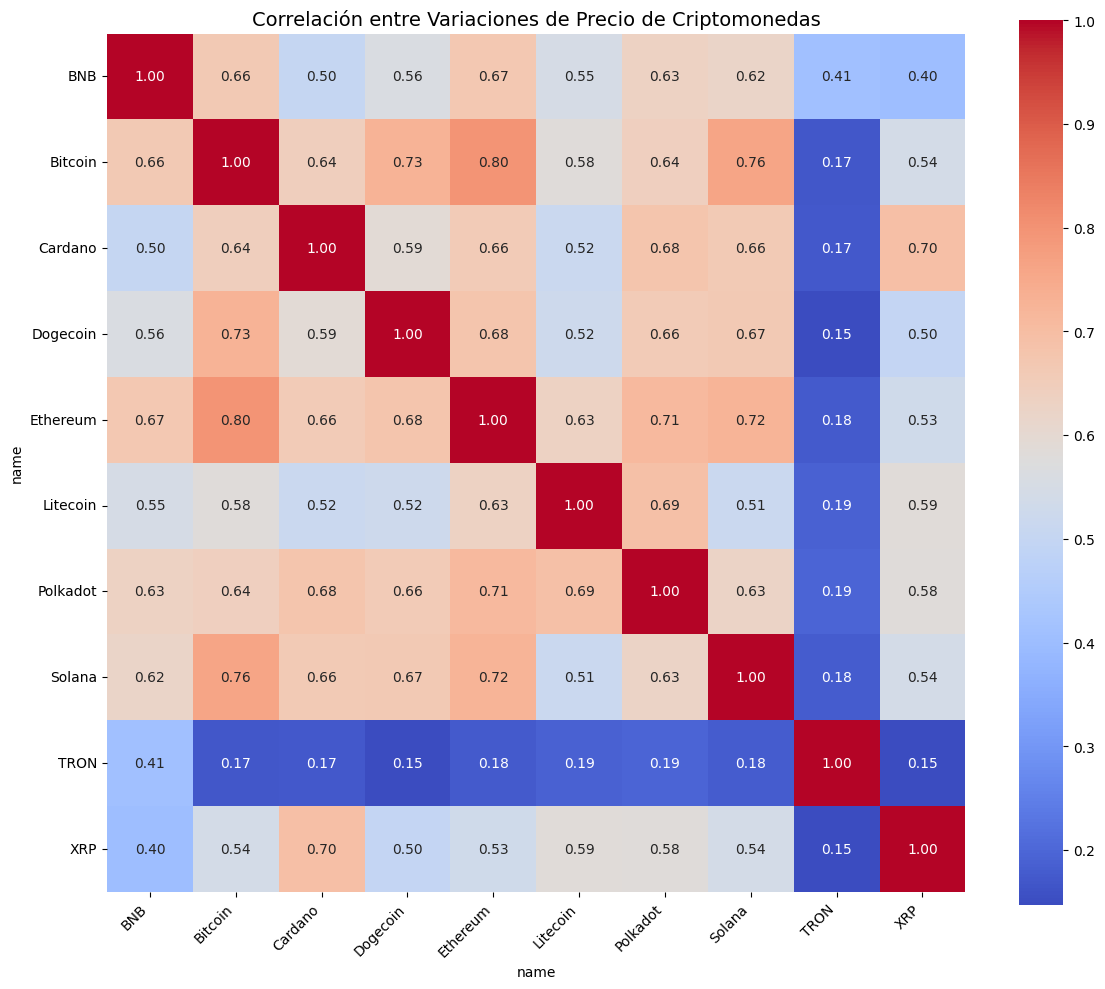 Correlación entre Variaciones de Precio de Criptomonedas
BNB 1.00 0.66 0.50 0.56 0.67 0.55 0.63 0.62 0.41 0.40
Bitcoin 0.66 1.00 0.64 0.73 0.80 0.58 0.64 0.76 0.17 0.54
Cardano 0.50 0.64 1.00 0.59 0.66 0.52 0.68 0.66 0.17 0.70
Dogecoin 0.56 0.73 0.59 1.00 0.68 0.52 0.66 0.67 0.15 0.50
Ethereum 0.67 0.80 0.66 0.68 1.00 0.63 0.71 0.72 0.18 0.53
name
Litecoin 0.55 0.58 0.52 0.52 0.63 1.00 0.69 0.51 0.19 0.59
Polkadot 0.63 0.64 0.68 0.66 0.71 0.69 1.00 0.63 0.19 0.58
Solana 0.62 0.76 0.66 0.67 0.72 0.51 0.63 1.00 0.18 0.54
TRON 0.41 0.17 0.17 0.15 0.18 0.19 0.19 0.18 1.00 0.15
XRP 0.40 0.54 0.70 0.50 0.53 0.59 0.58 0.54 0.15 1.00
BNB Bitcoin Cardano Dogecoin Ethereum Litecoin Polkadot Solana TRON XRP
name
1.0
0.9
0.8
0.7
0.6
0.5
0.4
0.3
0.2